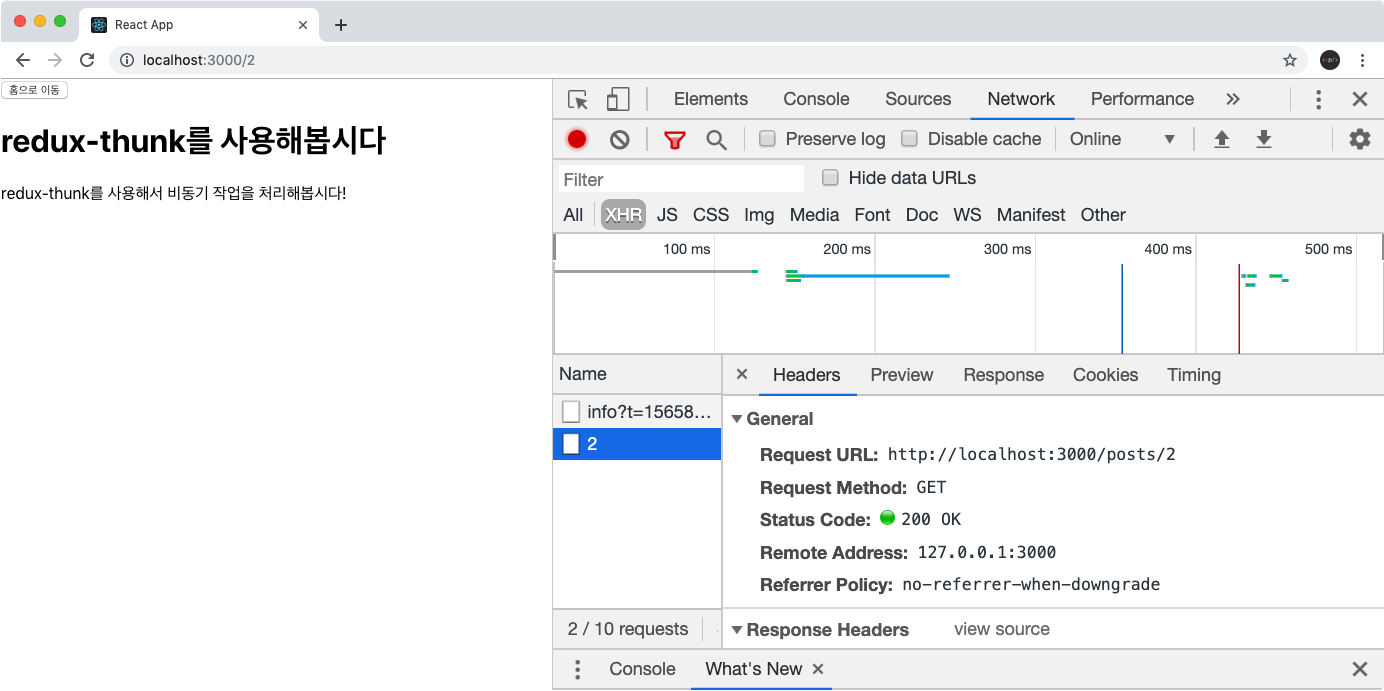 React App
localhost:3000/2
홈으로 이동
redux-thunk를 사용해봅시다
redux-thunk를 사용해서 비동기 작업을 처리해봅시다!
Elements Console Sources Network Performance
Preserve log Disable cache Online
Filter Hide data URLs
All XHR JS CSS Img Media Font Doc WS Manifest Other
100 ms 200 ms 300 ms 400 ms 500 ms
Name
info?t=15658…
2
2 / 10 requests
Headers Preview Response Cookies Timing
General
Request URL: http://localhost:3000/posts/2
Request Method: GET
Status Code: 200 OK
Remote Address: 127.0.0.1:3000
Referrer Policy: no-referrer-when-downgrade
Response Headers view source
Console What's New